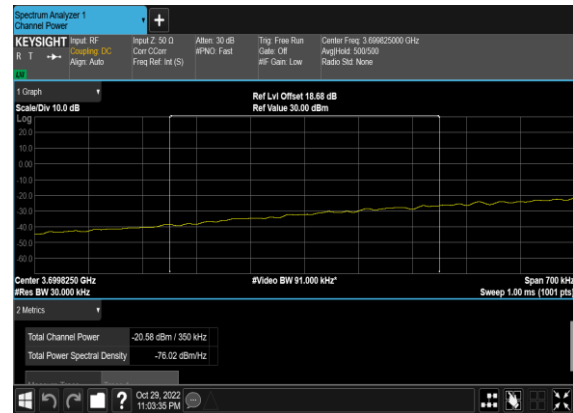 Spectrum Analyzer 1
Channel Power
+
KEYSIGHT
R T
LU
Input: RF
Coupling: DC
Align: Auto
Input Z: 50 Ω
Corr CCorr
Freq Ref: Int (S)
Atten: 30 dB
#PNO: Fast
Trig: Free Run
Gate: Off
#IF Gain: Low
Center Freq: 3.699825000 GHz
Avg|Hold: 500/500
Radio Std: None
1 Graph
Scale/Div 10.0 dB
Ref Lvl Offset 18.68 dB
Ref Value 30.00 dBm
Log
20.0
10.0
0.00
-10.0
-20.0
-30.0
-40.0
-50.0
-60.0
Center 3.6998250 GHz
#Res BW 30.000 kHz
#Video BW 91.000 kHz*
Span 700 kHz
Sweep 1.00 ms (1001 pts)
2 Metrics
Total Channel Power -20.58 dBm / 350 kHz
Total Power Spectral Density -76.02 dBm/Hz
?
Oct 29, 2022
11:03:35 PM